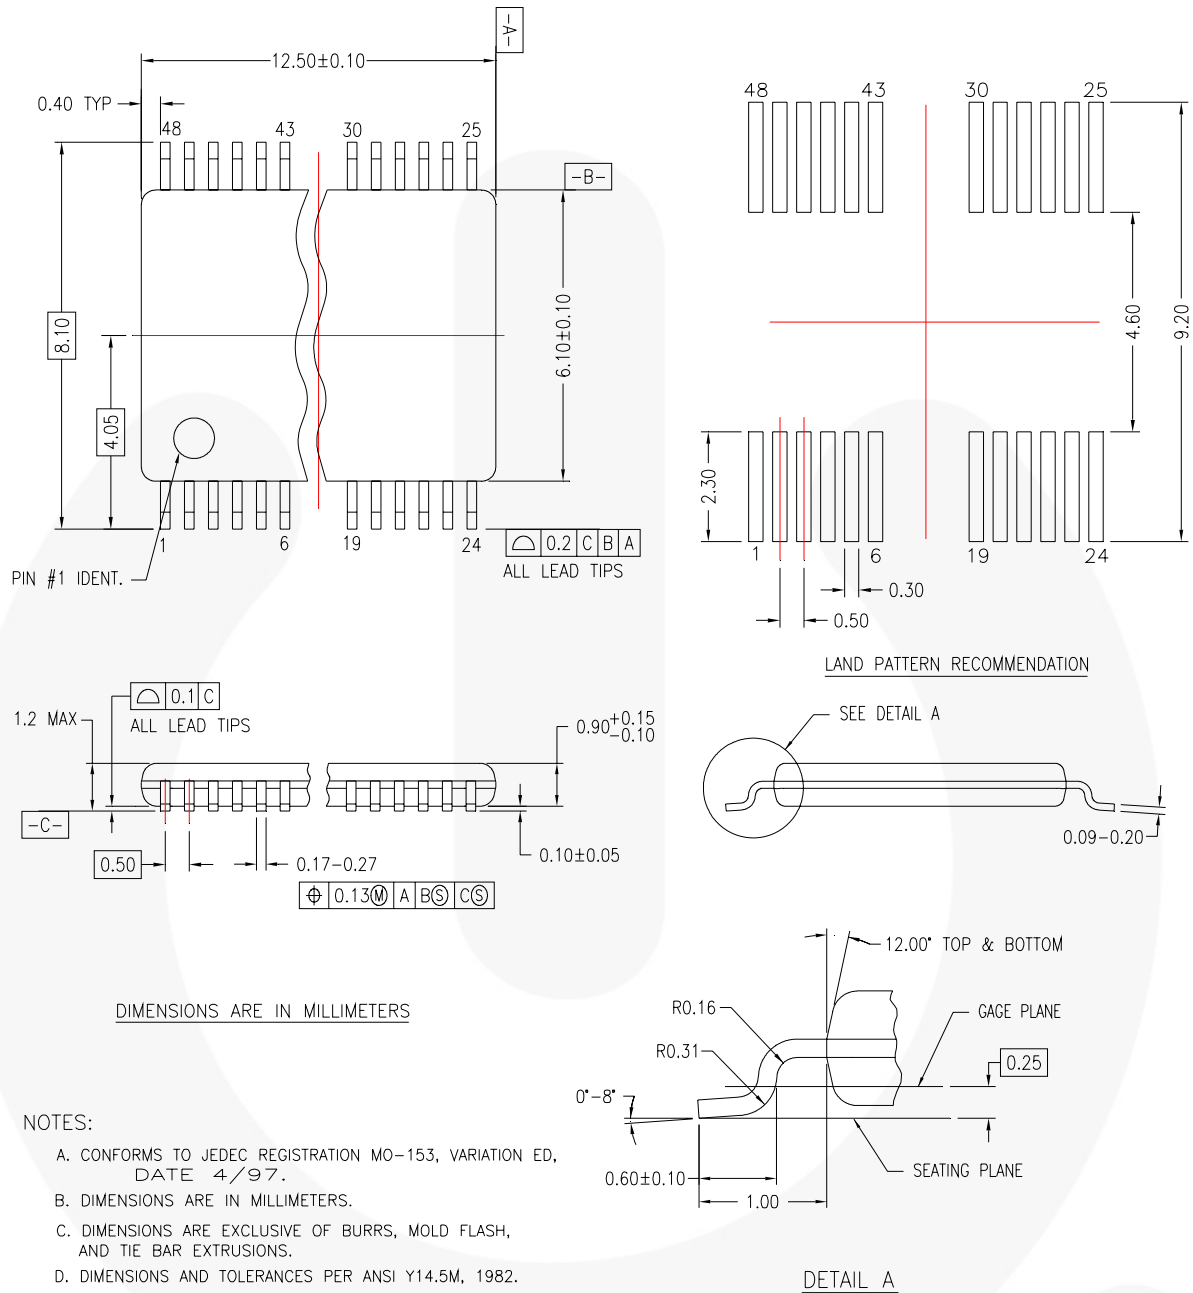 -A-
12.50±0.10
0.40 TYP
48 43 30 25
-B-
8.10
4.05
6.10±0.10
1 6 19 24
PIN #1 IDENT.
0.2 C B A
ALL LEAD TIPS
48 43 30 25
4.60
9.20
2.30
1 6 19 24
0.30
0.50
LAND PATTERN RECOMMENDATION
0.1 C
ALL LEAD TIPS
1.2 MAX
0.90 +0.15
-0.10
-C-
0.50
0.17-0.27
0.10±0.05
0.13 Ⓜ A B Ⓢ C Ⓢ
SEE DETAIL A
0.09-0.20
DIMENSIONS ARE IN MILLIMETERS
12.00° TOP & BOTTOM
R0.16
GAGE PLANE
R0.31
0.25
0°-8°
SEATING PLANE
0.60±0.10
1.00
DETAIL A
NOTES:
A. CONFORMS TO JEDEC REGISTRATION MO-153, VARIATION ED,
DATE 4/97.
B. DIMENSIONS ARE IN MILLIMETERS.
C. DIMENSIONS ARE EXCLUSIVE OF BURRS, MOLD FLASH,
AND TIE BAR EXTRUSIONS.
D. DIMENSIONS AND TOLERANCES PER ANSI Y14.5M, 1982.